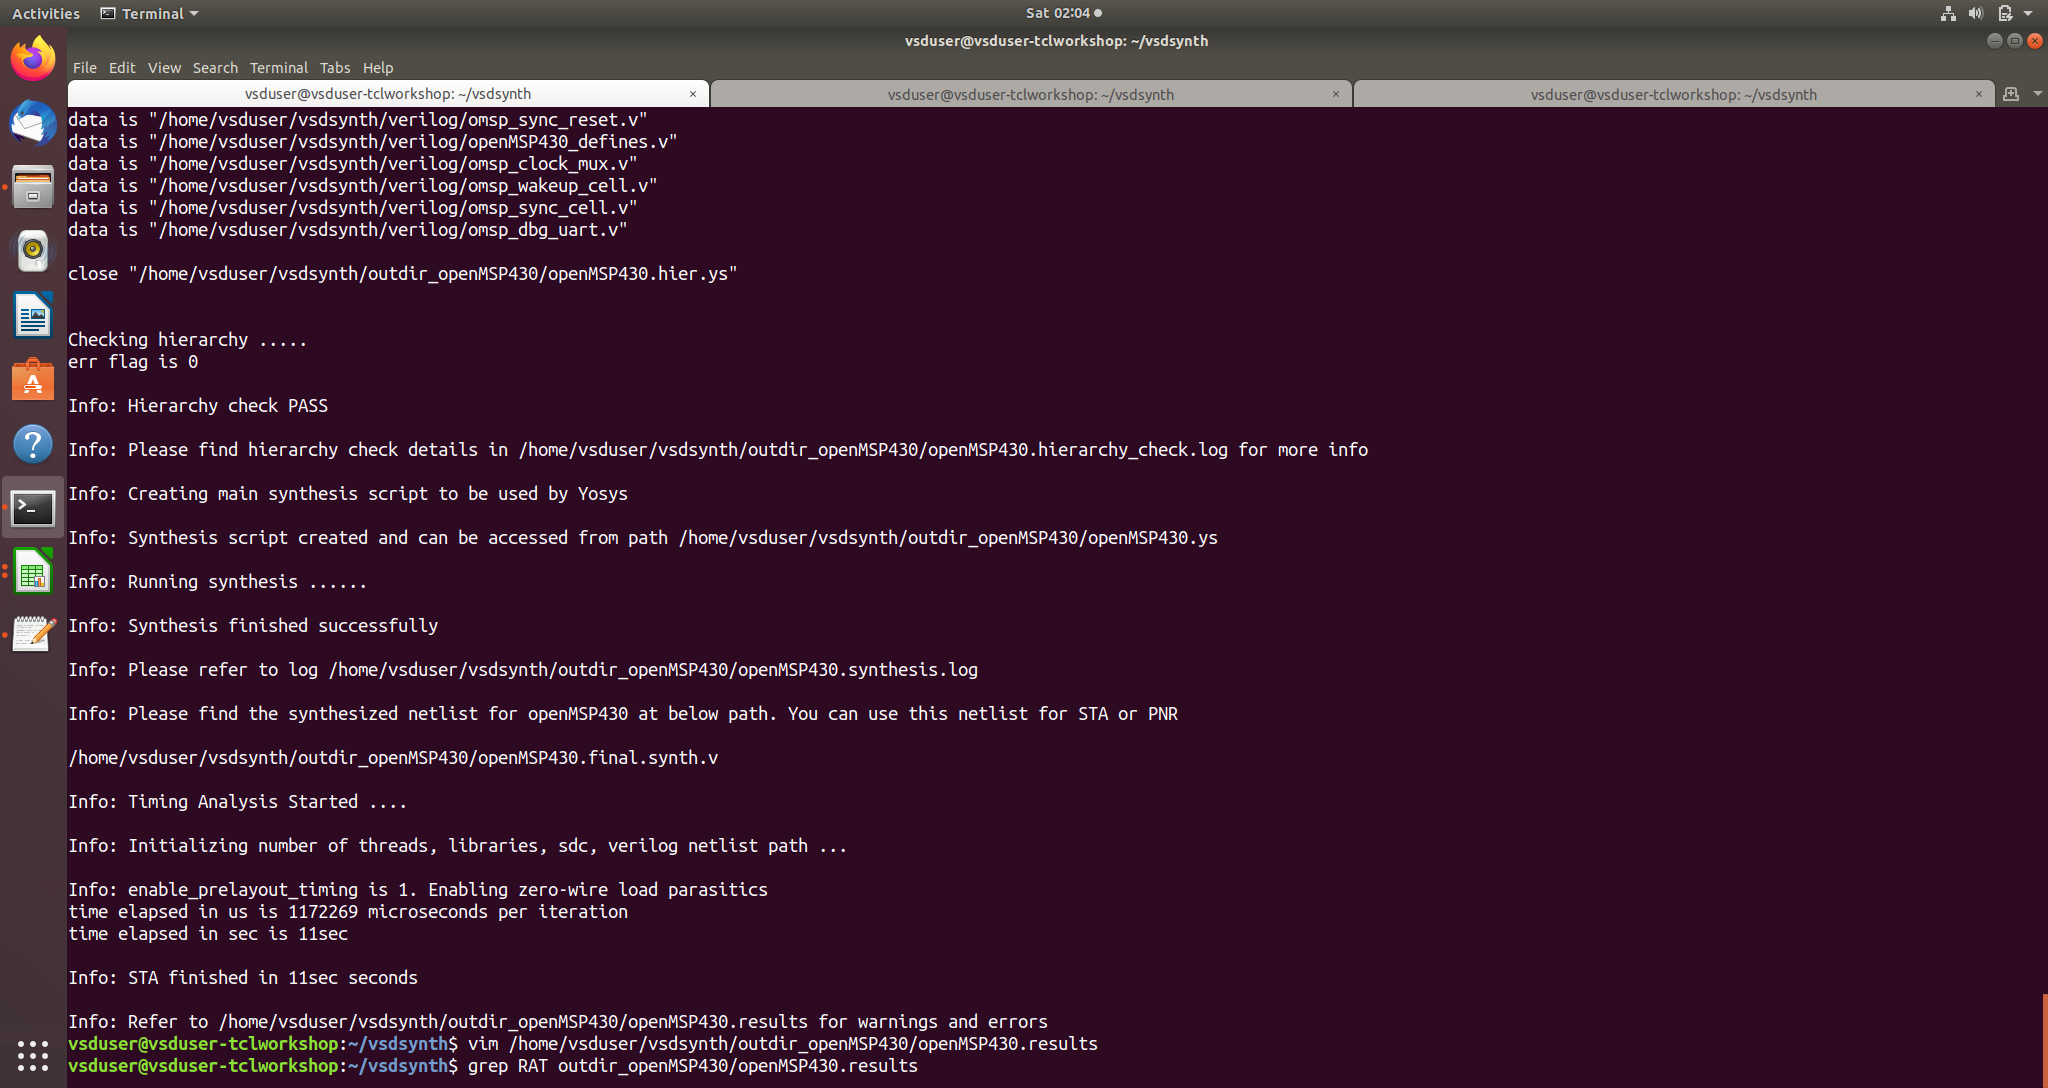 Activities Terminal Sat 02:04
vsduser@vsduser-tclworkshop: ~/vsdsynth
File Edit View Search Terminal Tabs Help
vsduser@vsduser-tclworkshop: ~/vsdsynth × vsduser@vsduser-tclworkshop: ~/vsdsynth × vsduser@vsduser-tclworkshop: ~/vsdsynth ×
data is "/home/vsduser/vsdsynth/verilog/omsp_sync_reset.v"
data is "/home/vsduser/vsdsynth/verilog/openMSP430_defines.v"
data is "/home/vsduser/vsdsynth/verilog/omsp_clock_mux.v"
data is "/home/vsduser/vsdsynth/verilog/omsp_wakeup_cell.v"
data is "/home/vsduser/vsdsynth/verilog/omsp_sync_cell.v"
data is "/home/vsduser/vsdsynth/verilog/omsp_dbg_uart.v"
close "/home/vsduser/vsdsynth/outdir_openMSP430/openMSP430.hier.ys"
Checking hierarchy .....
err flag is 0
Info: Hierarchy check PASS
Info: Please find hierarchy check details in /home/vsduser/vsdsynth/outdir_openMSP430/openMSP430.hierarchy_check.log for more info
Info: Creating main synthesis script to be used by Yosys
Info: Synthesis script created and can be accessed from path /home/vsduser/vsdsynth/outdir_openMSP430/openMSP430.ys
Info: Running synthesis ......
Info: Synthesis finished successfully
Info: Please refer to log /home/vsduser/vsdsynth/outdir_openMSP430/openMSP430.synthesis.log
Info: Please find the synthesized netlist for openMSP430 at below path. You can use this netlist for STA or PNR
/home/vsduser/vsdsynth/outdir_openMSP430/openMSP430.final.synth.v
Info: Timing Analysis Started ....
Info: Initializing number of threads, libraries, sdc, verilog netlist path ...
Info: enable_prelayout_timing is 1. Enabling zero-wire load parasitics
time elapsed in us is 1172269 microseconds per iteration
time elapsed in sec is 11sec
Info: STA finished in 11sec seconds
Info: Refer to /home/vsduser/vsdsynth/outdir_openMSP430/openMSP430.results for warnings and errors
vsduser@vsduser-tclworkshop:~/vsdsynth$ vim /home/vsduser/vsdsynth/outdir_openMSP430/openMSP430.results
vsduser@vsduser-tclworkshop:~/vsdsynth$ grep RAT outdir_openMSP430/openMSP430.results